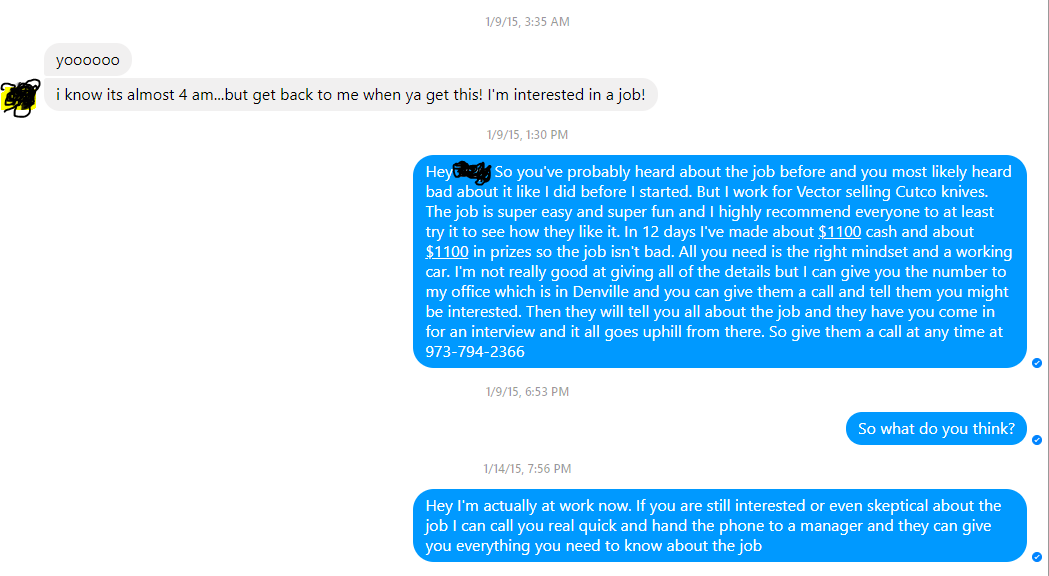 1/9/15, 3:35 AM
yoooooo
i know its almost 4 am...but get back to me when ya get this! I'm interested in a job!
1/9/15, 1:30 PM
Hey So you've probably heard about the job before and you most likely heard
bad about it like I did before I started. But I work for Vector selling Cutco knives.
The job is super easy and super fun and I highly recommend everyone to at least
try it to see how they like it. In 12 days I've made about $1100 cash and about
$1100 in prizes so the job isn't bad. All you need is the right mindset and a working
car. I'm not really good at giving all of the details but I can give you the number to
my office which is in Denville and you can give them a call and tell them you might
be interested. Then they will tell you all about the job and they have you come in
for an interview and it all goes uphill from there. So give them a call at any time at
973-794-2366
1/9/15, 6:53 PM
So what do you think?
1/14/15, 7:56 PM
Hey I'm actually at work now. If you are still interested or even skeptical about the
job I can call you real quick and hand the phone to a manager and they can give
you everything you need to know about the job